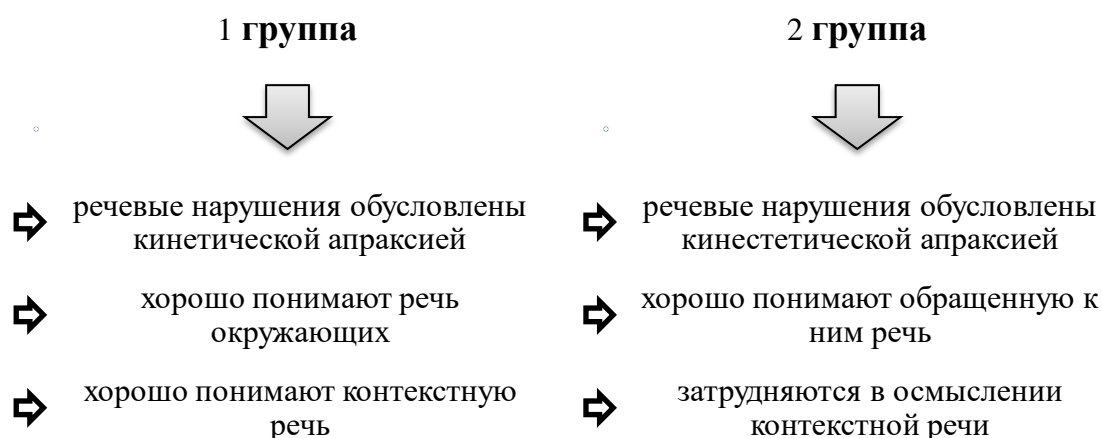 1 группа
речевые нарушения обусловлены
кинетической апраксией
хорошо понимают речь
окружающих
хорошо понимают контекстную
речь
2 группа
речевые нарушения обусловлены
кинестетической апраксией
хорошо понимают обращенную к
ним речь
затрудняются в осмыслении
контекстной речи